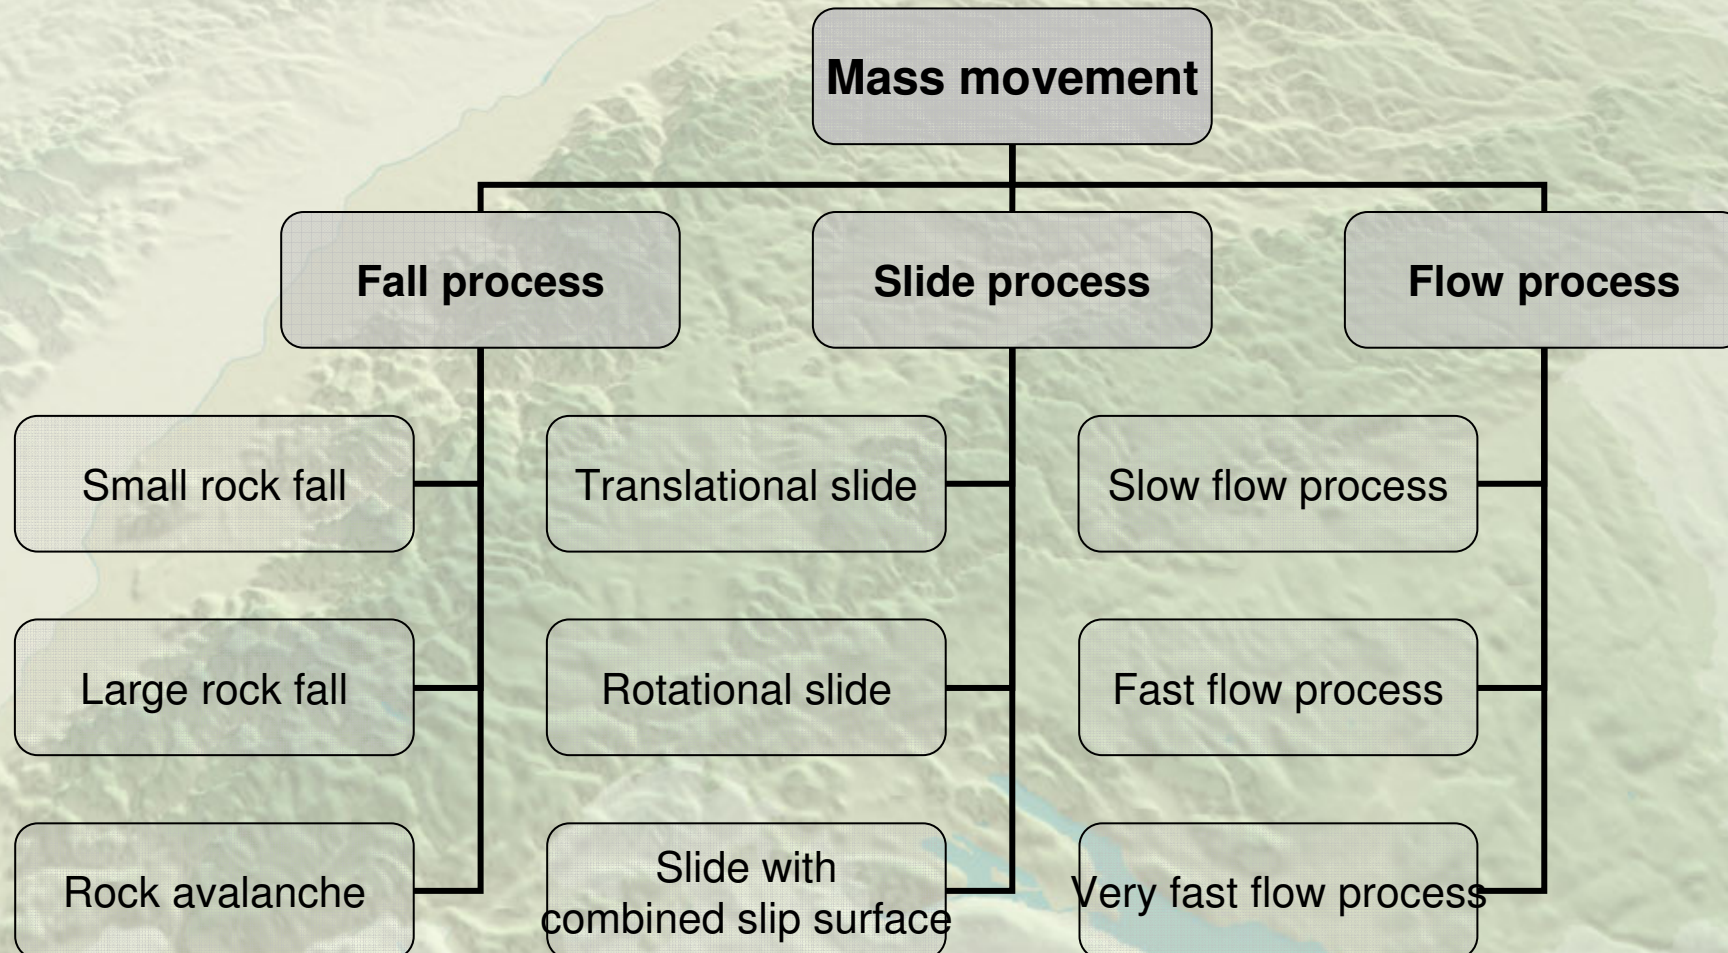 Mass movement
Fall process
Slide process
Flow process
Small rock fall
Translational slide
Slow flow process
Large rock fall
Rotational slide
Fast flow process
Rock avalanche
Slide with
combined slip surface
Very fast flow process